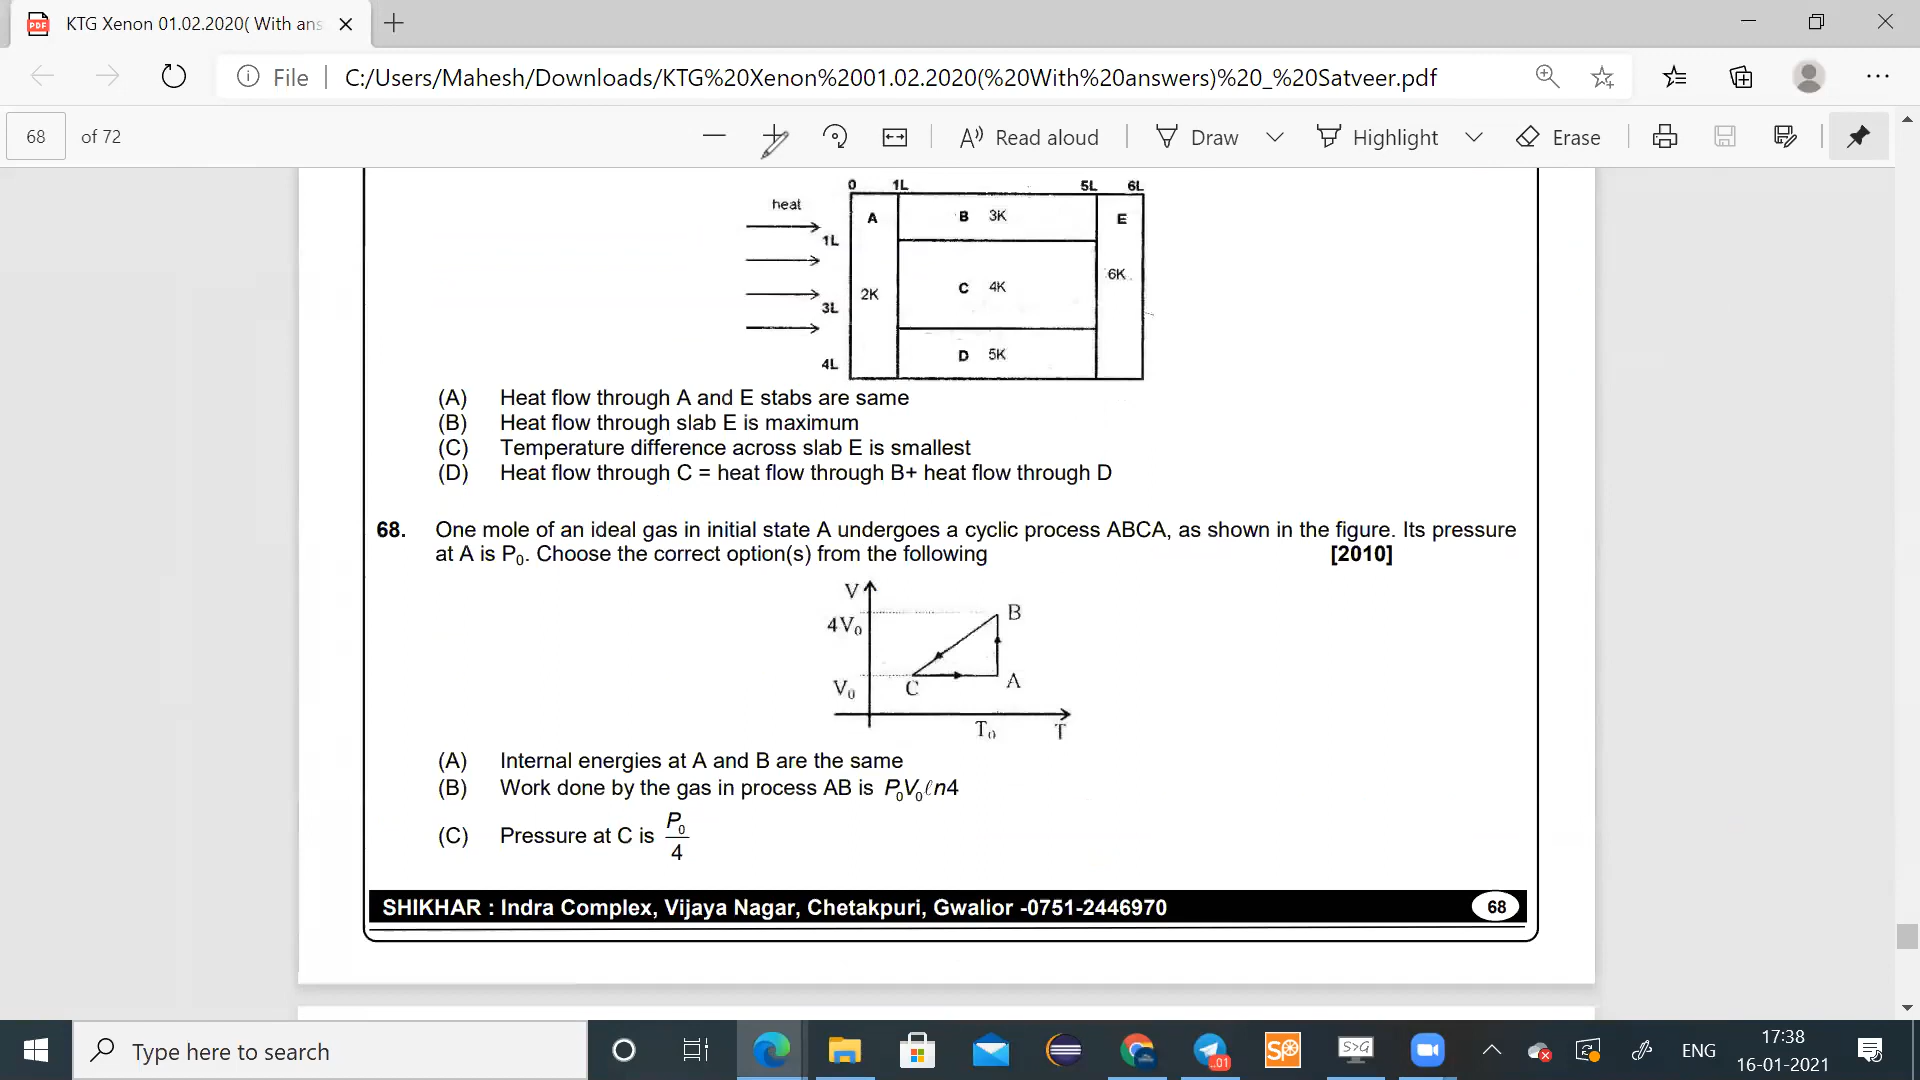 KTG Xenon 01.02.2020( With ans
File
C:/Users/Mahesh/Downloads/KTG%20Xenon%2001.02.2020(%20With%20answers)%20_%20Satveer.pdf
68 of 72
Read aloud
Draw
Highlight
Erase
0 1L 5L 6L
heat
A B 3K E
1L
6K
C 4K
2K
3L
D 5K
4L
(A) Heat flow through A and E stabs are same
(B) Heat flow through slab E is maximum
(C) Temperature difference across slab E is smallest
(D) Heat flow through C = heat flow through B+ heat flow through D
68. One mole of an ideal gas in initial state A undergoes a cyclic process ABCA, as shown in the figure. Its pressure
at A is P₀. Choose the correct option(s) from the following [2010]
V
B
4V₀
V₀ C A
T₀ T
(A) Internal energies at A and B are the same
(B) Work done by the gas in process AB is P₀V₀ℓn4
(C) Pressure at C is P₀/4
SHIKHAR : Indra Complex, Vijaya Nagar, Chetakpuri, Gwalior -0751-2446970 68
Type here to search
..01
SP
S>G
ENG
17:38
16-01-2021